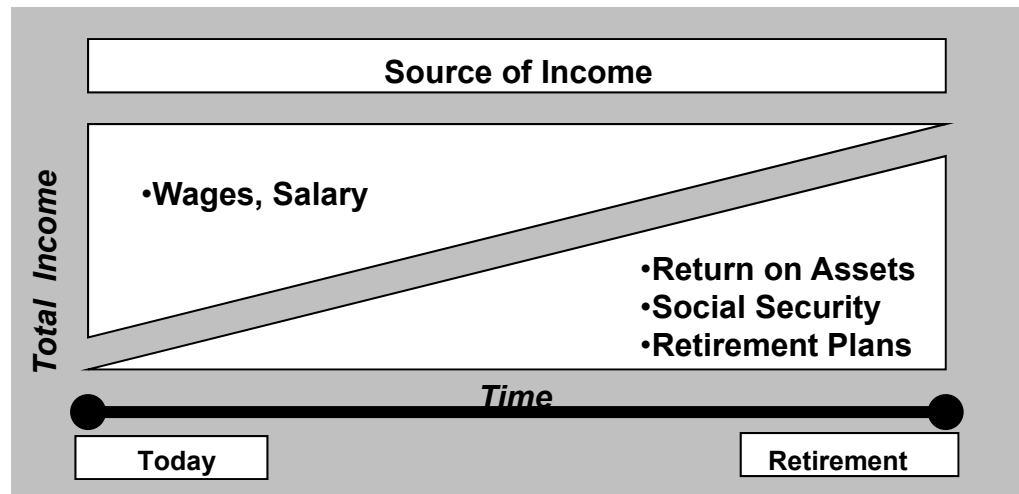 Source of Income
•Wages, Salary
Total Income
•Return on Assets
•Social Security
•Retirement Plans
Time
Today
Retirement